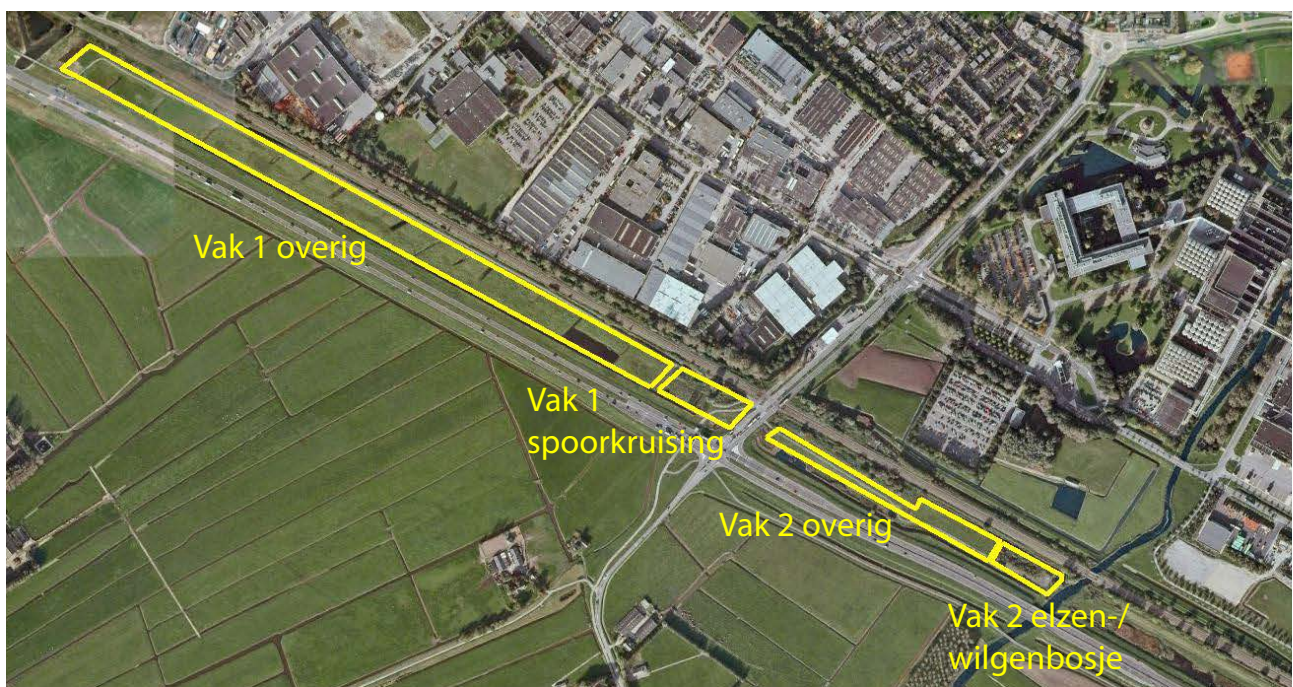 Vak 1 overig
Vak 1
spoorkruising
Vak 2 overig
Vak 2 elzen-/
wilgenbosje